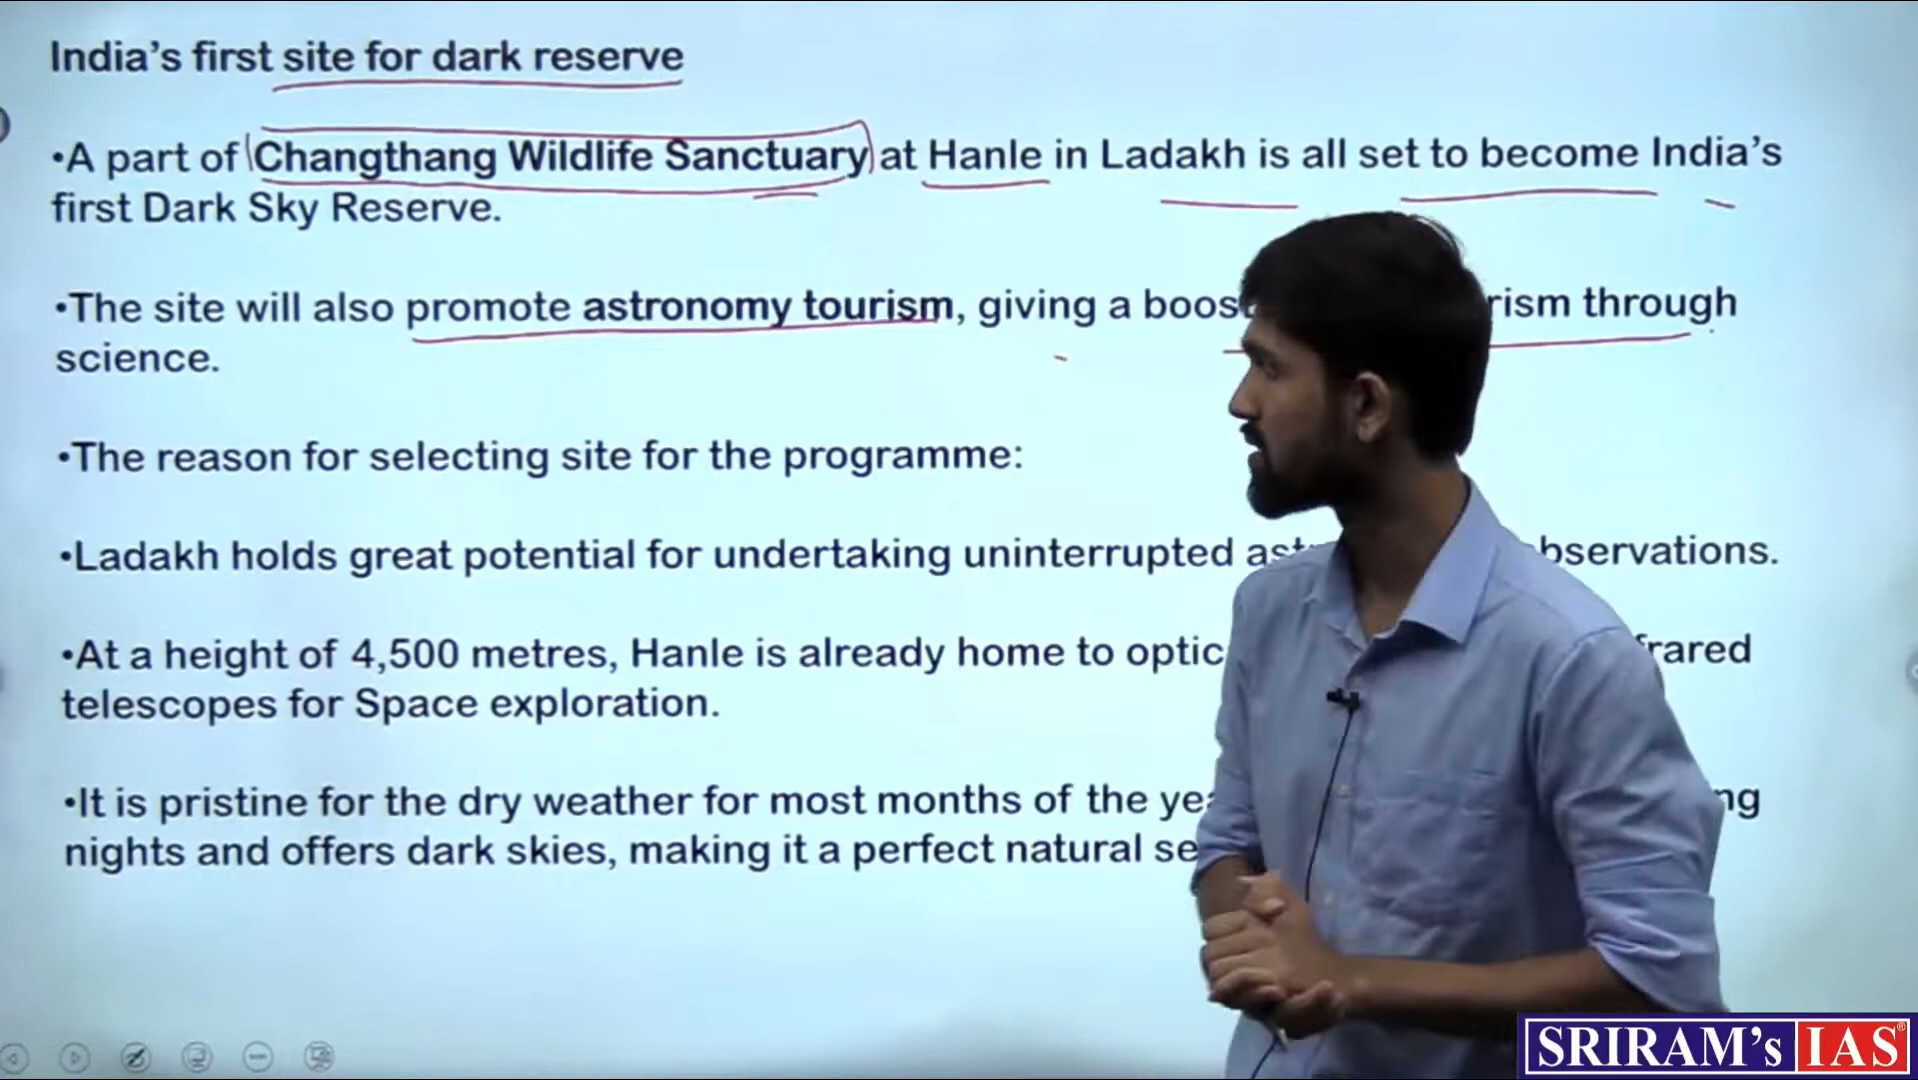 India's first site for dark reserve
•A part of Changthang Wildlife Sanctuary at Hanle in Ladakh is all set to become India's
first Dark Sky Reserve.
•The site will also promote astronomy tourism, giving a boos rism through
science.
•The reason for selecting site for the programme:
•Ladakh holds great potential for undertaking uninterrupted ast bservations.
•At a height of 4,500 metres, Hanle is already home to optic rared
telescopes for Space exploration.
•It is pristine for the dry weather for most months of the ye ng
nights and offers dark skies, making it a perfect natural se
SRIRAM's IAS®